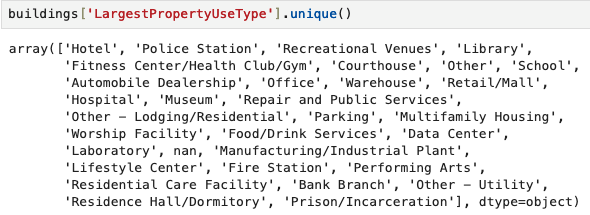 buildings['LargestPropertyUseType'].unique()
array(['Hotel', 'Police Station', 'Recreational Venues', 'Library',
'Fitness Center/Health Club/Gym', 'Courthouse', 'Other', 'School',
'Automobile Dealership', 'Office', 'Warehouse', 'Retail/Mall',
'Hospital', 'Museum', 'Repair and Public Services',
'Other – Lodging/Residential', 'Parking', 'Multifamily Housing',
'Worship Facility', 'Food/Drink Services', 'Data Center',
'Laboratory', nan, 'Manufacturing/Industrial Plant',
'Lifestyle Center', 'Fire Station', 'Performing Arts',
'Residential Care Facility', 'Bank Branch', 'Other – Utility',
'Residence Hall/Dormitory', 'Prison/Incarceration'], dtype=object)